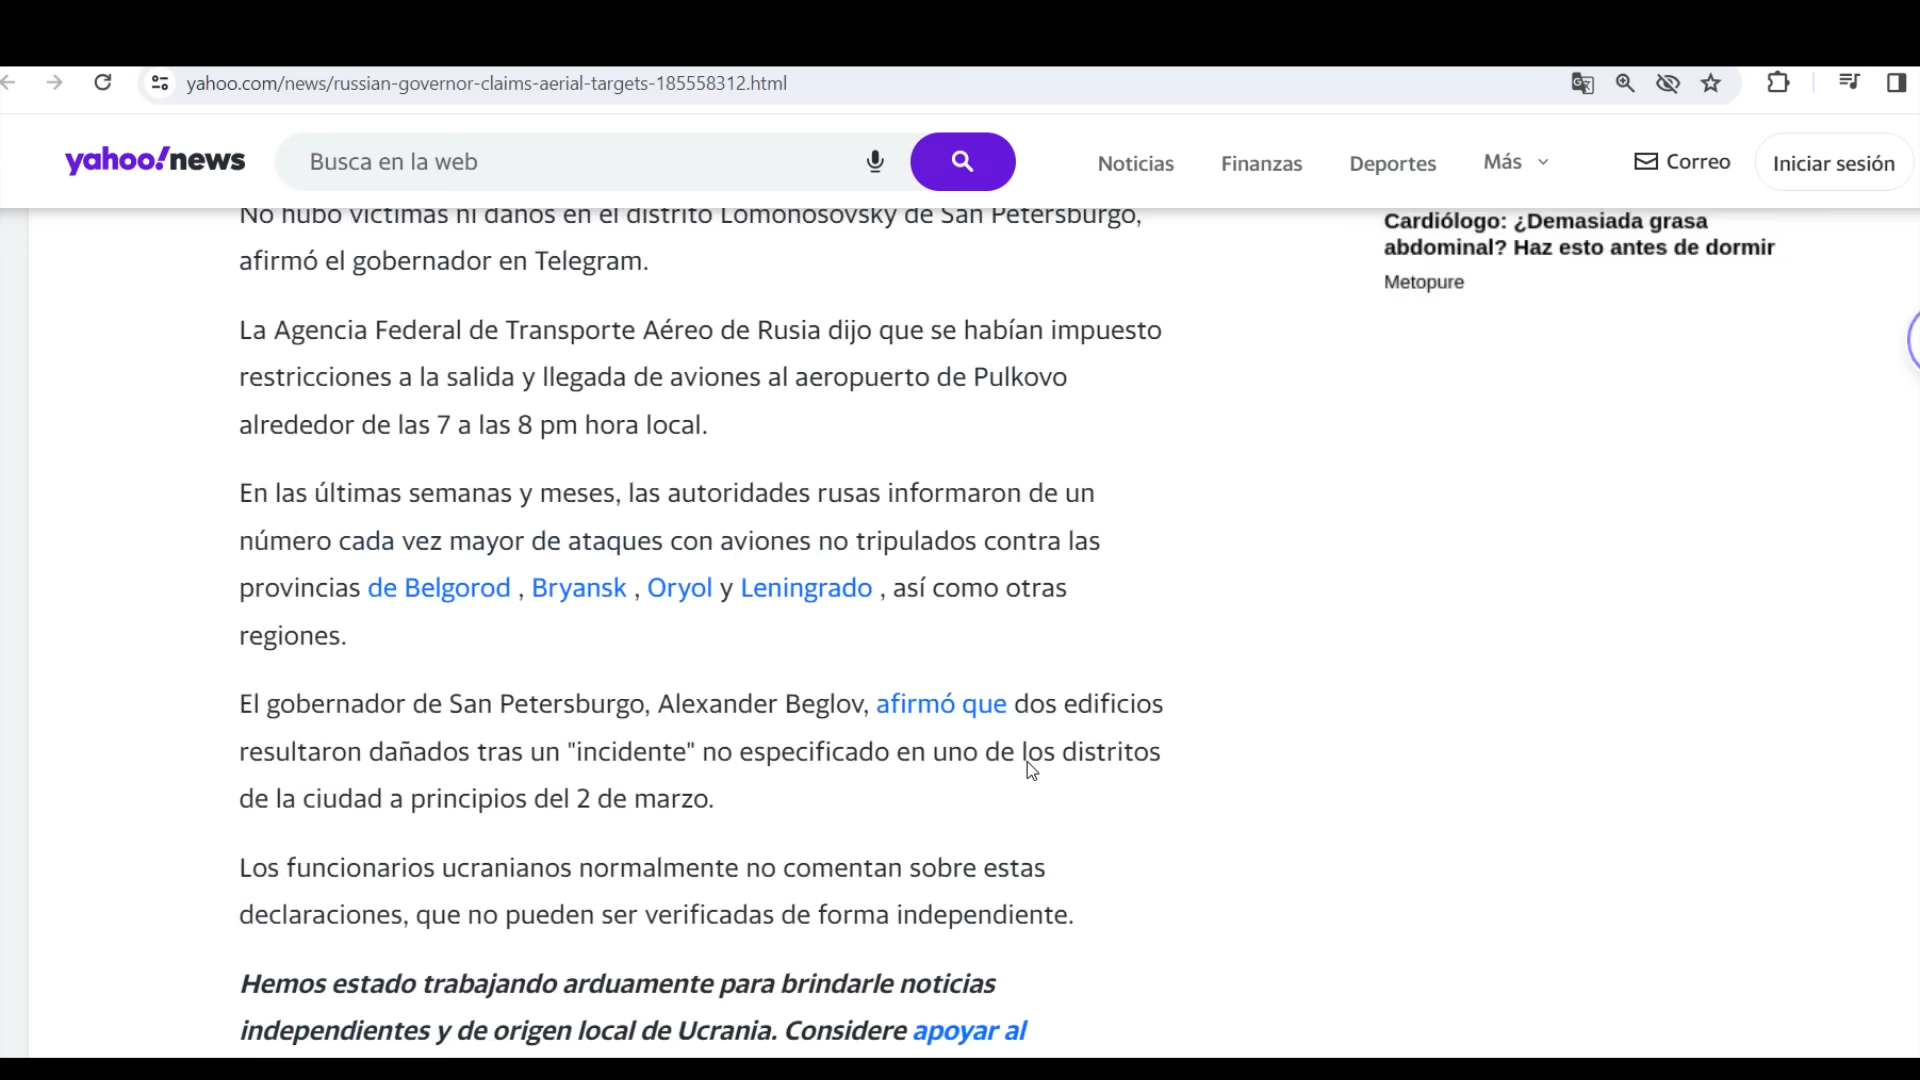 yahoo.com/news/russian-governor-claims-aerial-targets-185558312.html
yahoo!news
Busca en la web
Noticias
Finanzas
Deportes
Más
Correo
Iniciar sesión
No hubo víctimas ni daños en el distrito Lomonosovsky de San Petersburgo,
afirmó el gobernador en Telegram.
La Agencia Federal de Transporte Aéreo de Rusia dijo que se habían impuesto
restricciones a la salida y llegada de aviones al aeropuerto de Pulkovo
alrededor de las 7 a las 8 pm hora local.
En las últimas semanas y meses, las autoridades rusas informaron de un
número cada vez mayor de ataques con aviones no tripulados contra las
provincias de Belgorod , Bryansk , Oryol y Leningrado , así como otras
regiones.
El gobernador de San Petersburgo, Alexander Beglov, afirmó que dos edificios
resultaron dañados tras un "incidente" no especificado en uno de los distritos
de la ciudad a principios del 2 de marzo.
Los funcionarios ucranianos normalmente no comentan sobre estas
declaraciones, que no pueden ser verificadas de forma independiente.
Hemos estado trabajando arduamente para brindarle noticias
independientes y de origen local de Ucrania. Considere apoyar al
Cardiólogo: ¿Demasiada grasa
abdominal? Haz esto antes de dormir
Metopure